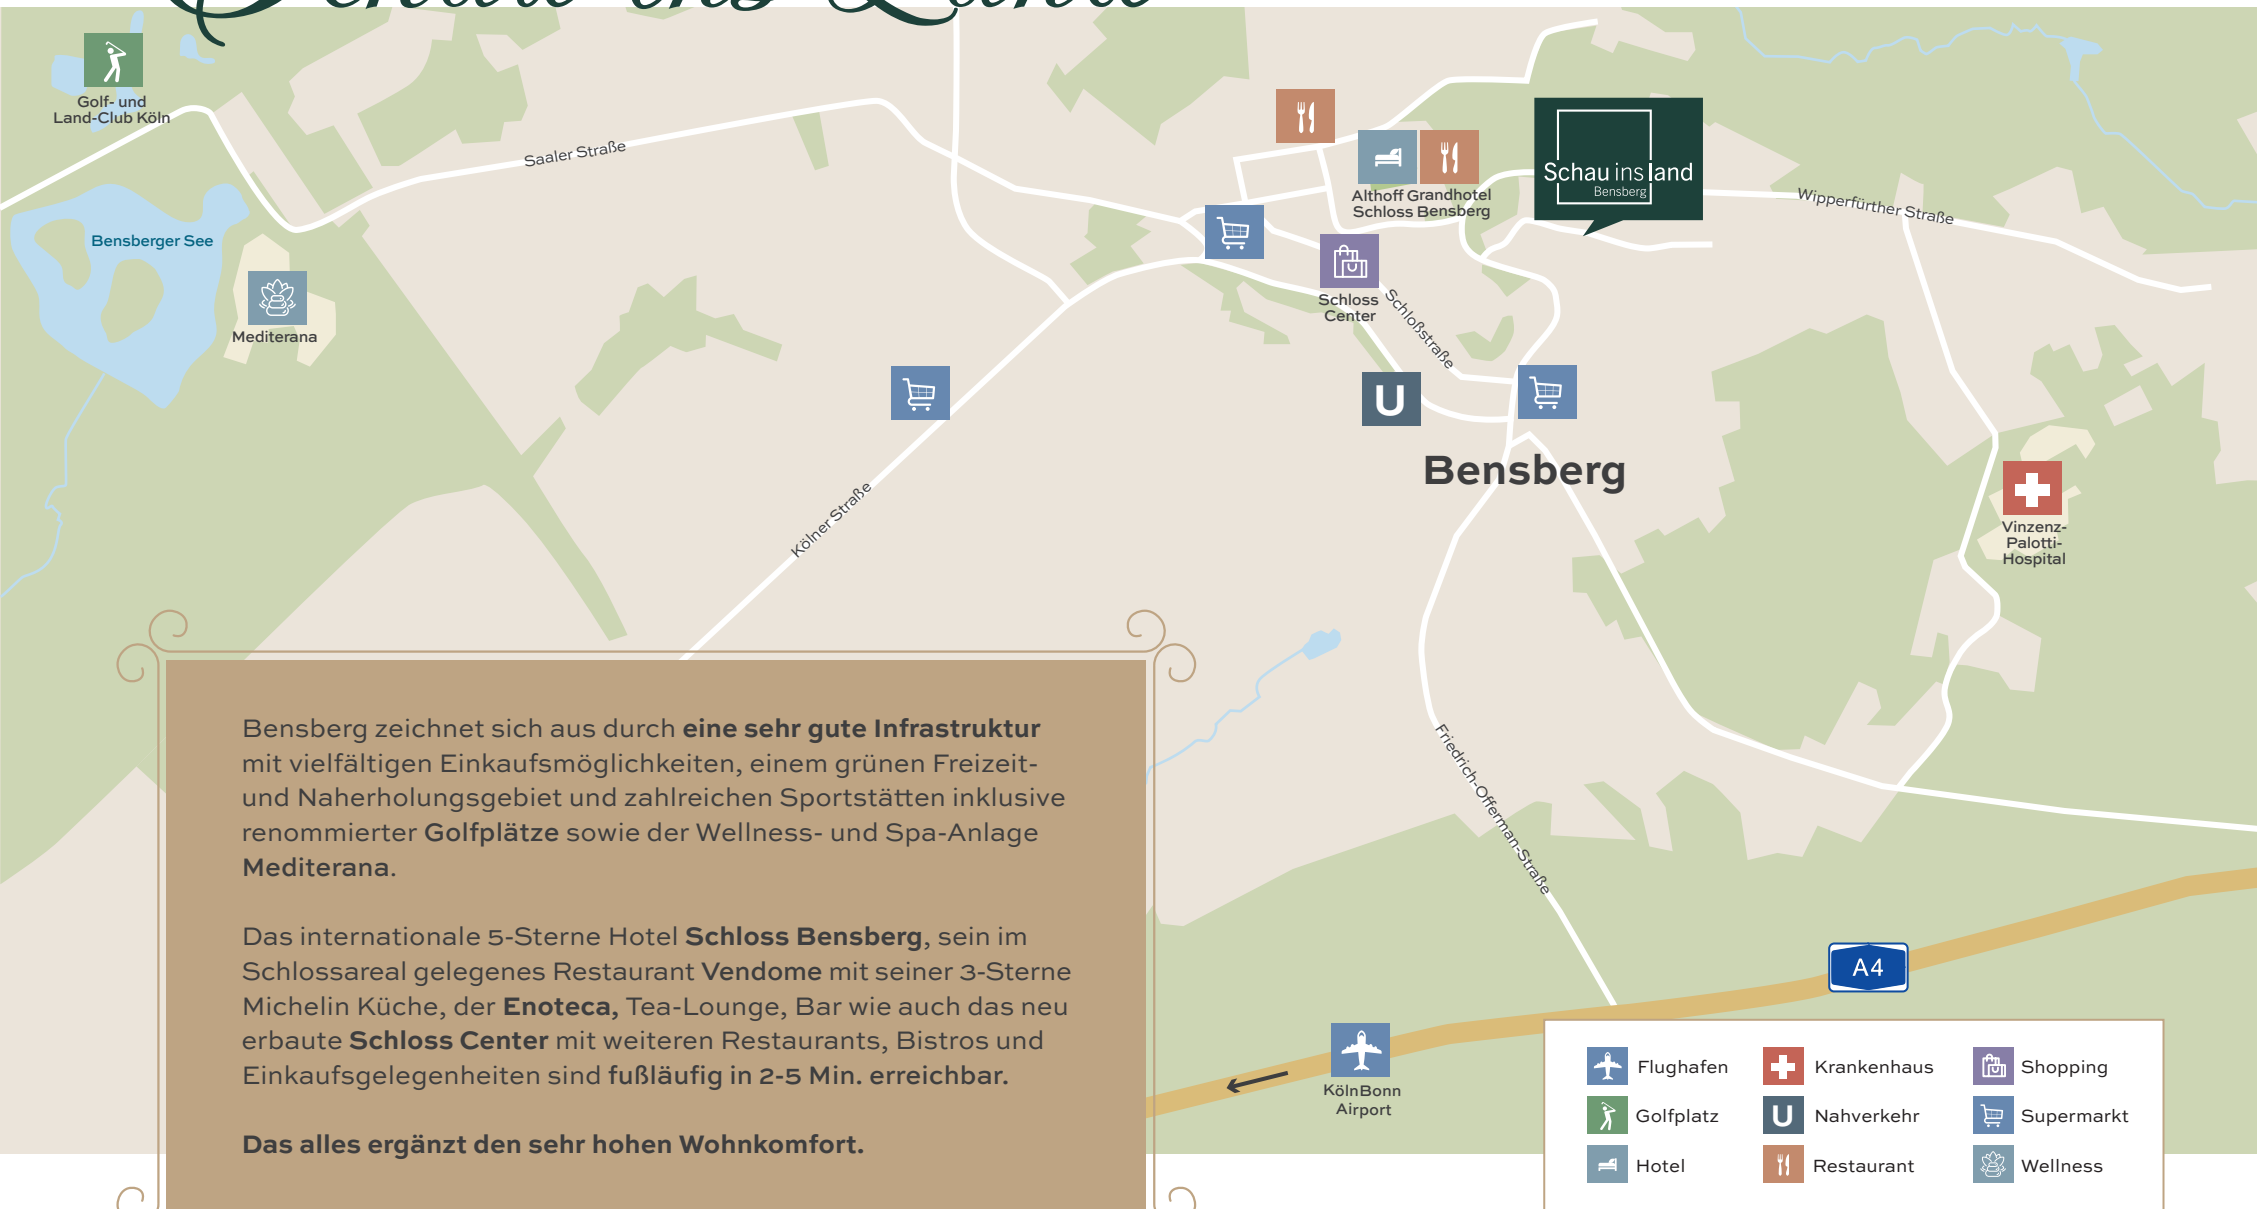 Schau ins Land
Golf- und
Land-Club Köln
Saaler Straße
Bensberger See
Mediterana
Althoff Grandhotel
Schloss Bensberg
Schau ins land
Bensberg
Wipperfürther Straße
Schloss
Center
Schloßstraße
U
Bensberg
Kölner Straße
Vinzenz-
Palotti-
Hospital
Friedrich-Offerman-Straße
A4
KölnBonn
Airport
Bensberg zeichnet sich aus durch eine sehr gute Infrastruktur
mit vielfältigen Einkaufsmöglichkeiten, einem grünen Freizeit-
und Naherholungsgebiet und zahlreichen Sportstätten inklusive
renommierter Golfplätze sowie der Wellness- und Spa-Anlage
Mediterana.
Das internationale 5-Sterne Hotel Schloss Bensberg, sein im
Schlossareal gelegenes Restaurant Vendome mit seiner 3-Sterne
Michelin Küche, der Enoteca, Tea-Lounge, Bar wie auch das neu
erbaute Schloss Center mit weiteren Restaurants, Bistros und
Einkaufsgelegenheiten sind fußläufig in 2-5 Min. erreichbar.
Das alles ergänzt den sehr hohen Wohnkomfort.
Flughafen
Krankenhaus
Shopping
Golfplatz
U Nahverkehr
Supermarkt
Hotel
Restaurant
Wellness